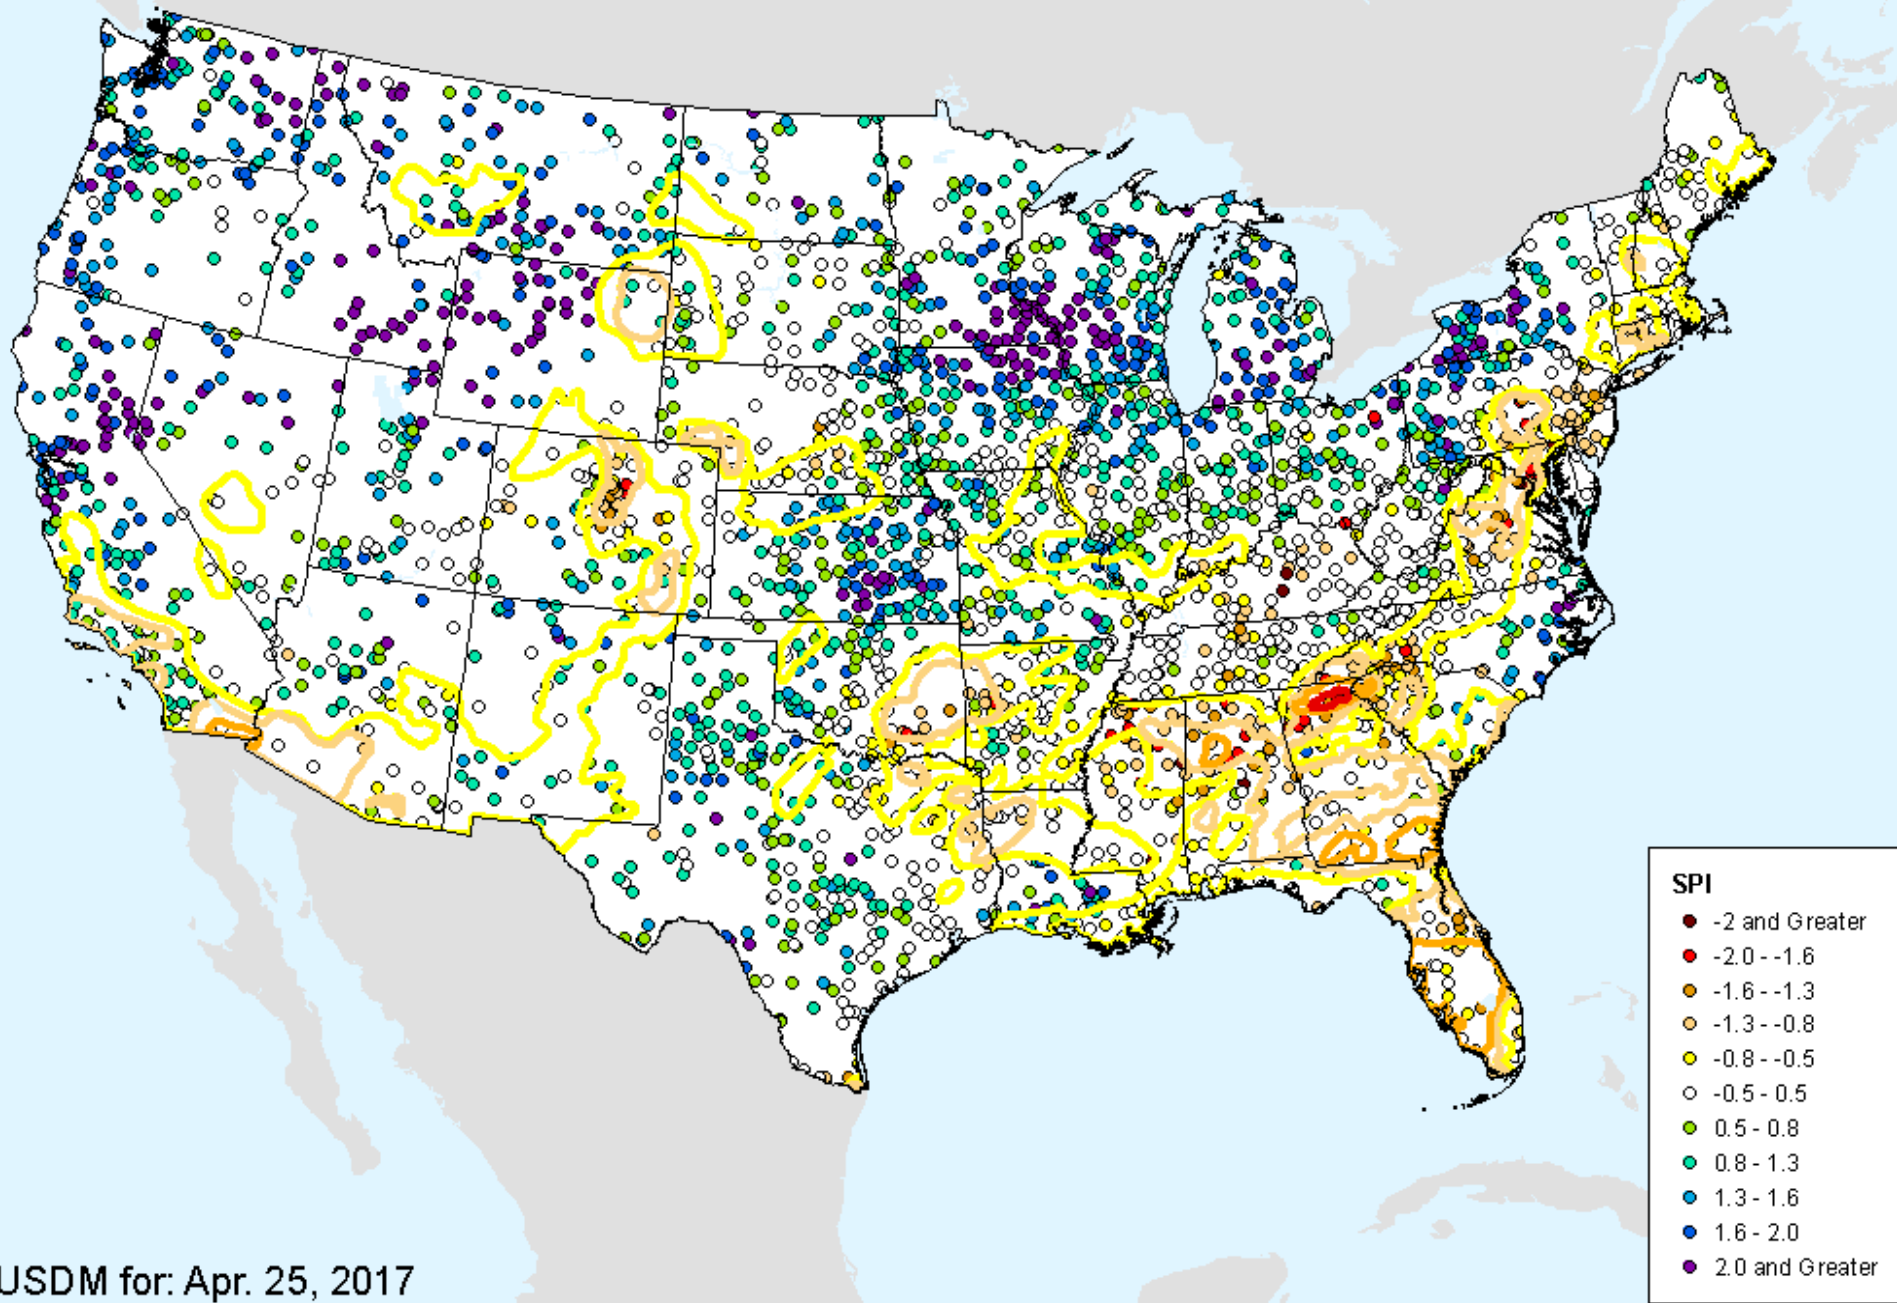 SPI
-2 and Greater
-2.0 - -1.6
-1.6 - -1.3
-1.3 - -0.8
-0.8 - -0.5
-0.5 - 0.5
0.5 - 0.8
0.8 - 1.3
1.3 - 1.6
1.6 - 2.0
2.0 and Greater
USDM for: Apr. 25, 2017